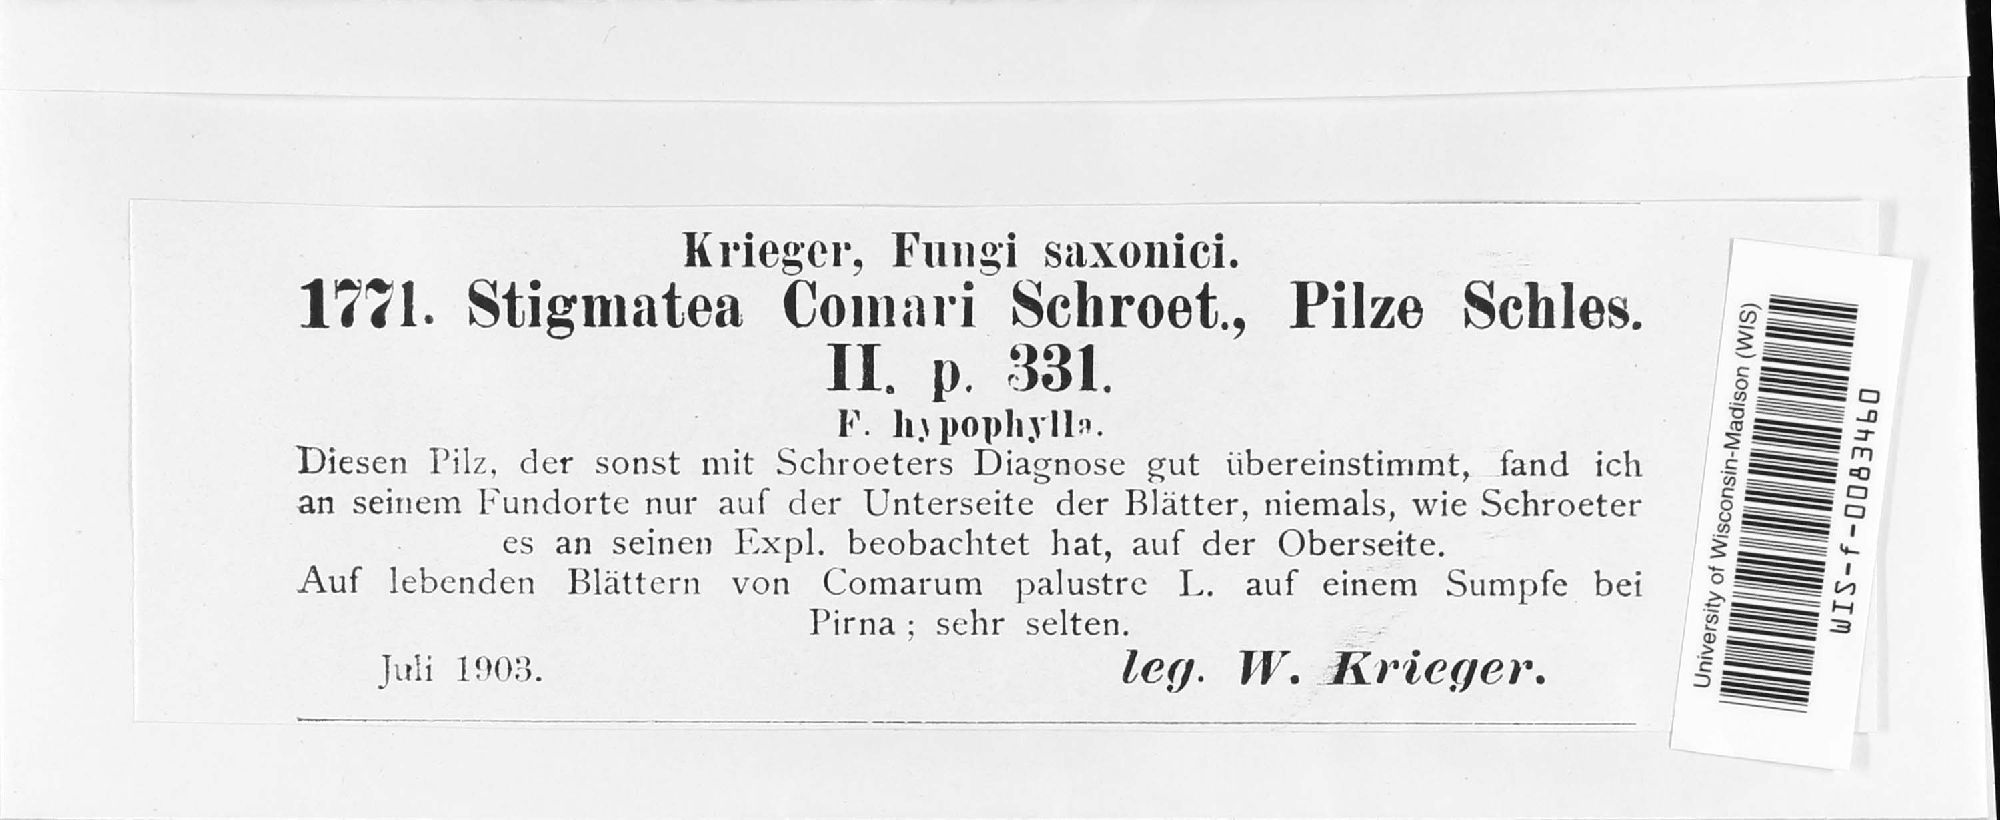 Krieger, Fungi saxonici.
1771. Stigmatea Comari Schroet., Pilze Schles.
II. p. 331.
F. hypophylla.
Diesen Pilz, der sonst mit Schroeters Diagnose gut übereinstimmt, fand ich
an seinem Fundorte nur auf der Unterseite der Blätter, niemals, wie Schroeter
es an seinen Expl. beobachtet hat, auf der Oberseite.
Auf lebenden Blättern von Comarum palustre L. auf einem Sumpfe bei
Pirna; sehr selten.
Juli 1903. leg. W. Krieger.
University of Wisconsin-Madison (WIS)
WIS-f-0083460